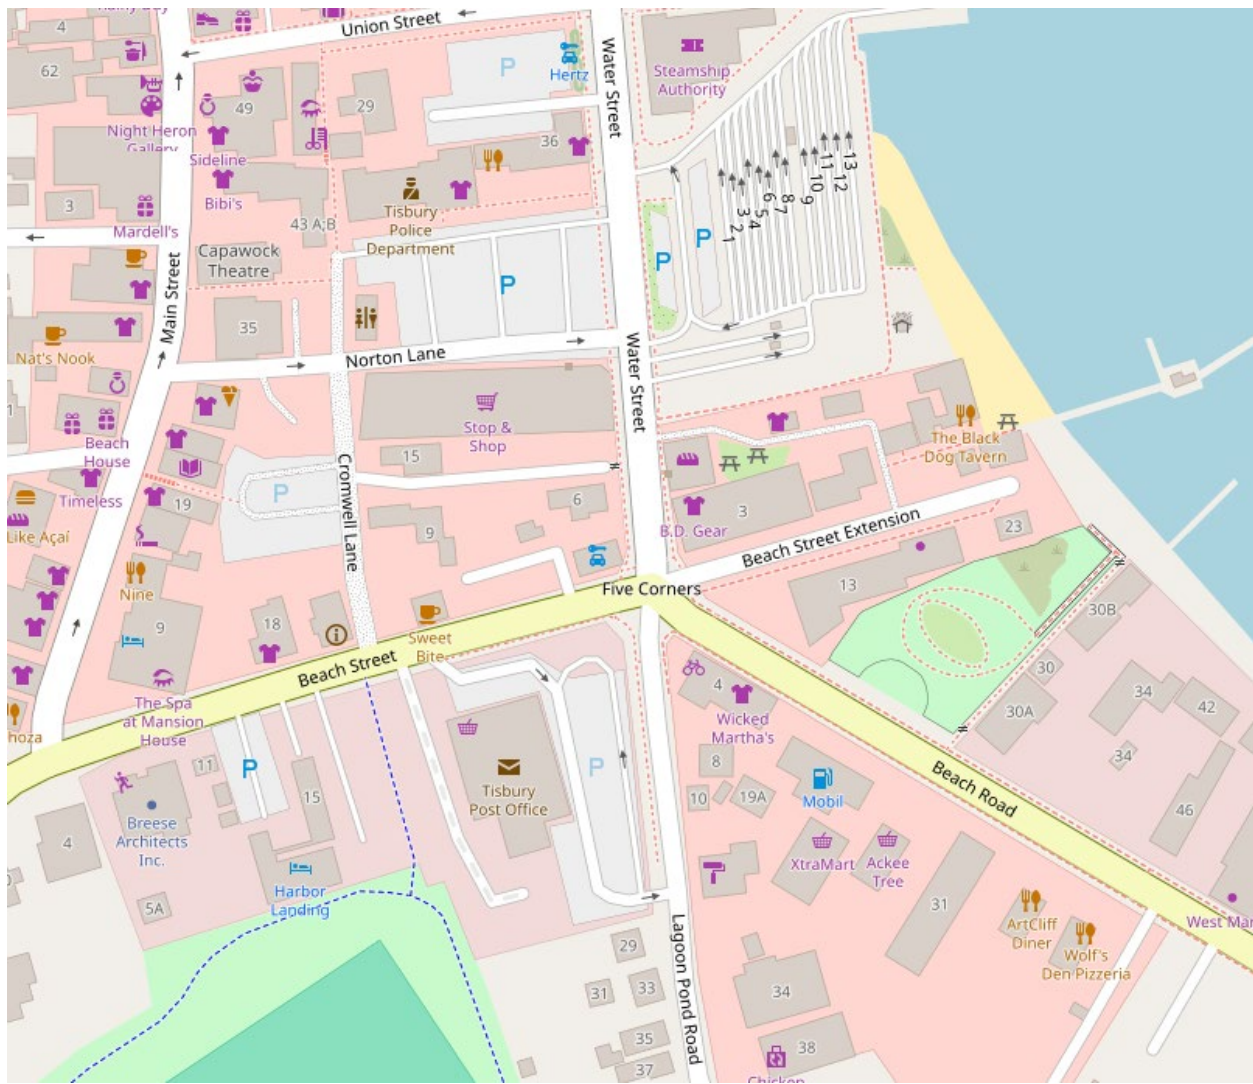 Rainy Day
4
62
Union Street
Water Street
P
Hertz
Steamship
Authority
49
29
36
Night Heron
Gallery
Sideline
Bibi's
Tisbury
Police
Department
3
Mardell's
43 A;B
Capawock
Theatre
Main Street
P
P
P
1
2
3
4
5
6
7
8
9
10
11
12
13
35
Norton Lane
Water Street
Nat's Nook
Beach
House
Timeless
Stop &
Shop
15
The Black
Dog Tavern
P
Cromwell Lane
19
6
9
3
B.D. Gear
Beach Street Extension
23
Like Açaí
Nine
9
18
Five Corners
13
Sweet
Bite
Beach Street
The Spa
at Mansion
House
30B
30
30A
34
42
34
46
4
Wicked
Martha's
8
10
19A
Mobil
Beach Road
P
11
15
Tisbury
Post Office
P
4
Breese
Architects
Inc.
5A
Harbor
Landing
XtraMart
Ackee
Tree
31
ArtCliff
Diner
Wolf's
Den Pizzeria
West Mar
Lagoon Pond Road
29
31
33
35
37
34
38
Chicken